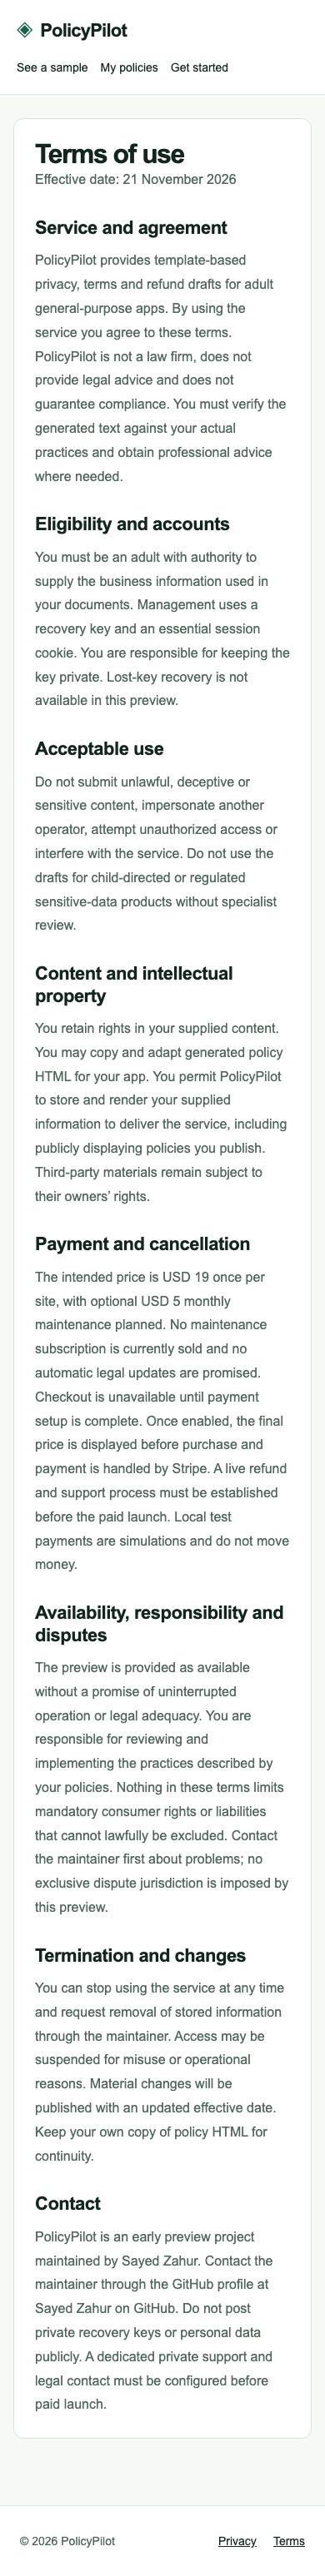 PolicyPilot
See a sample My policies Get started
Terms of use
Effective date: 21 November 2026
Service and agreement
PolicyPilot provides template-based
privacy, terms and refund drafts for adult
general-purpose apps. By using the
service you agree to these terms.
PolicyPilot is not a law firm, does not
provide legal advice and does not
guarantee compliance. You must verify the
generated text against your actual
practices and obtain professional advice
where needed.
Eligibility and accounts
You must be an adult with authority to
supply the business information used in
your documents. Management uses a
recovery key and an essential session
cookie. You are responsible for keeping the
key private. Lost-key recovery is not
available in this preview.
Acceptable use
Do not submit unlawful, deceptive or
sensitive content, impersonate another
operator, attempt unauthorized access or
interfere with the service. Do not use the
drafts for child-directed or regulated
sensitive-data products without specialist
review.
Content and intellectual
property
You retain rights in your supplied content.
You may copy and adapt generated policy
HTML for your app. You permit PolicyPilot
to store and render your supplied
information to deliver the service, including
publicly displaying policies you publish.
Third-party materials remain subject to
their owners’ rights.
Payment and cancellation
The intended price is USD 19 once per
site, with optional USD 5 monthly
maintenance planned. No maintenance
subscription is currently sold and no
automatic legal updates are promised.
Checkout is unavailable until payment
setup is complete. Once enabled, the final
price is displayed before purchase and
payment is handled by Stripe. A live refund
and support process must be established
before the paid launch. Local test
payments are simulations and do not move
money.
Availability, responsibility and
disputes
The preview is provided as available
without a promise of uninterrupted
operation or legal adequacy. You are
responsible for reviewing and
implementing the practices described by
your policies. Nothing in these terms limits
mandatory consumer rights or liabilities
that cannot lawfully be excluded. Contact
the maintainer first about problems; no
exclusive dispute jurisdiction is imposed by
this preview.
Termination and changes
You can stop using the service at any time
and request removal of stored information
through the maintainer. Access may be
suspended for misuse or operational
reasons. Material changes will be
published with an updated effective date.
Keep your own copy of policy HTML for
continuity.
Contact
PolicyPilot is an early preview project
maintained by Sayed Zahur. Contact the
maintainer through the GitHub profile at
Sayed Zahur on GitHub. Do not post
private recovery keys or personal data
publicly. A dedicated private support and
legal contact must be configured before
paid launch.
© 2026 PolicyPilot Privacy Terms